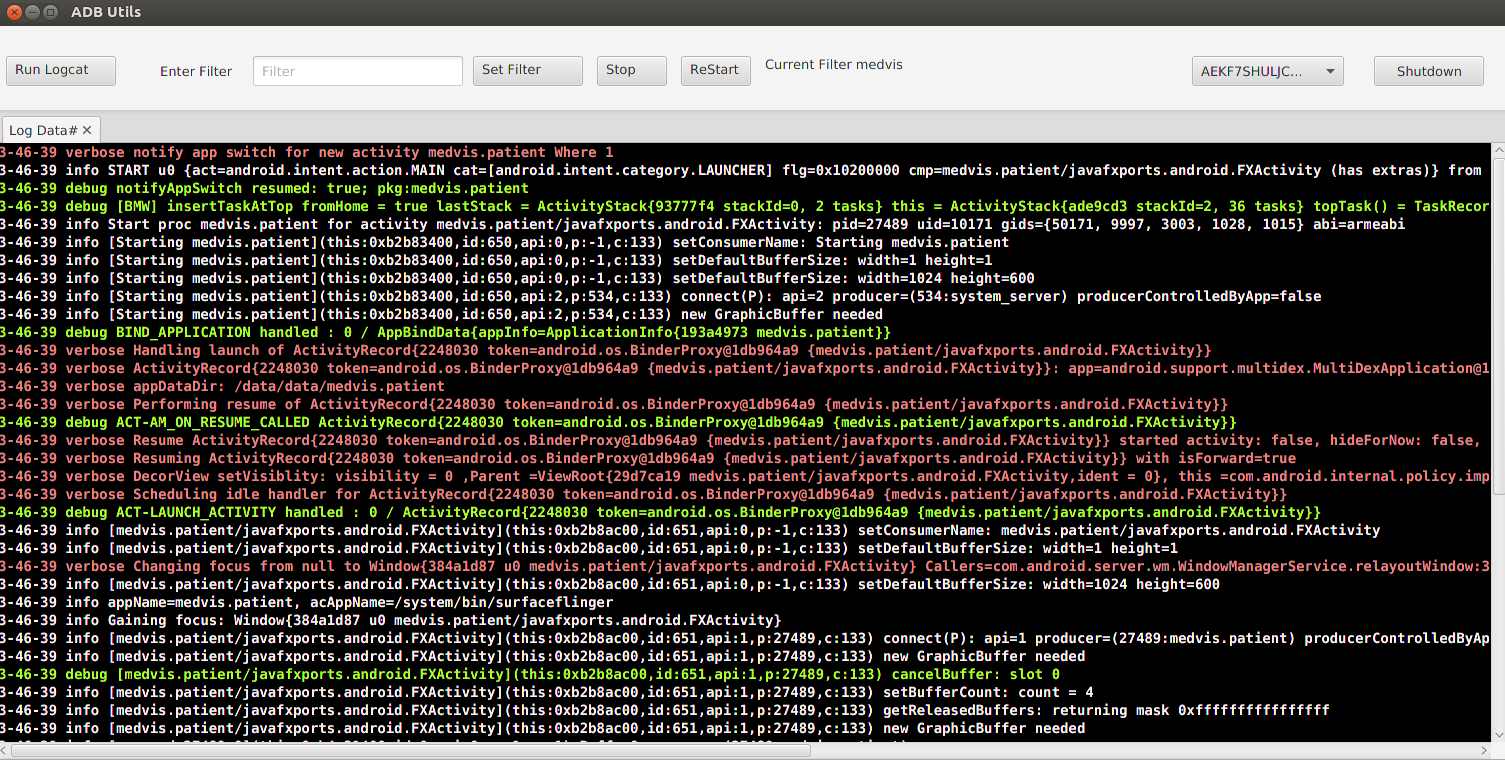 ADB Utils
Run Logcat
Enter Filter
Filter
Set Filter
Stop
ReStart
Current Filter medvis
AEKF7SHULJC...
Shutdown
Log Data#
3-46-39 verbose notify app switch for new activity medvis.patient Where 1
3-46-39 info START u0 {act=android.intent.action.MAIN cat=[android.intent.category.LAUNCHER] flg=0x10200000 cmp=medvis.patient/javafxports.android.FXActivity (has extras)} from
3-46-39 debug notifyAppSwitch resumed: true; pkg:medvis.patient
3-46-39 debug [BMW] insertTaskAtTop fromHome = true lastStack = ActivityStack{93777f4 stackId=0, 2 tasks} this = ActivityStack{ade9cd3 stackId=2, 36 tasks} topTask() = TaskRecor
3-46-39 info Start proc medvis.patient for activity medvis.patient/javafxports.android.FXActivity: pid=27489 uid=10171 gids={50171, 9997, 3003, 1028, 1015} abi=armeabi
3-46-39 info [Starting medvis.patient](this:0xb2b83400,id:650,api:0,p:-1,c:133) setConsumerName: Starting medvis.patient
3-46-39 info [Starting medvis.patient](this:0xb2b83400,id:650,api:0,p:-1,c:133) setDefaultBufferSize: width=1 height=1
3-46-39 info [Starting medvis.patient](this:0xb2b83400,id:650,api:0,p:-1,c:133) setDefaultBufferSize: width=1024 height=600
3-46-39 info [Starting medvis.patient](this:0xb2b83400,id:650,api:2,p:534,c:133) connect(P): api=2 producer=(534:system_server) producerControlledByApp=false
3-46-39 info [Starting medvis.patient](this:0xb2b83400,id:650,api:2,p:534,c:133) new GraphicBuffer needed
3-46-39 debug BIND_APPLICATION handled : 0 / AppBindData{appInfo=ApplicationInfo{193a4973 medvis.patient}}
3-46-39 verbose Handling launch of ActivityRecord{2248030 token=android.os.BinderProxy@1db964a9 {medvis.patient/javafxports.android.FXActivity}}
3-46-39 verbose ActivityRecord{2248030 token=android.os.BinderProxy@1db964a9 {medvis.patient/javafxports.android.FXActivity}}: app=android.support.multidex.MultiDexApplication@1
3-46-39 verbose appDataDir: /data/data/medvis.patient
3-46-39 verbose Performing resume of ActivityRecord{2248030 token=android.os.BinderProxy@1db964a9 {medvis.patient/javafxports.android.FXActivity}}
3-46-39 debug ACT-AM_ON_RESUME_CALLED ActivityRecord{2248030 token=android.os.BinderProxy@1db964a9 {medvis.patient/javafxports.android.FXActivity}}
3-46-39 verbose Resume ActivityRecord{2248030 token=android.os.BinderProxy@1db964a9 {medvis.patient/javafxports.android.FXActivity}} started activity: false, hideForNow: false,
3-46-39 verbose Resuming ActivityRecord{2248030 token=android.os.BinderProxy@1db964a9 {medvis.patient/javafxports.android.FXActivity}} with isForward=true
3-46-39 verbose DecorView setVisiblity: visibility = 0 ,Parent =ViewRoot{29d7ca19 medvis.patient/javafxports.android.FXActivity,ident = 0}, this =com.android.internal.policy.imp
3-46-39 verbose Scheduling idle handler for ActivityRecord{2248030 token=android.os.BinderProxy@1db964a9 {medvis.patient/javafxports.android.FXActivity}}
3-46-39 debug ACT-LAUNCH_ACTIVITY handled : 0 / ActivityRecord{2248030 token=android.os.BinderProxy@1db964a9 {medvis.patient/javafxports.android.FXActivity}}
3-46-39 info [medvis.patient/javafxports.android.FXActivity](this:0xb2b8ac00,id:651,api:0,p:-1,c:133) setConsumerName: medvis.patient/javafxports.android.FXActivity
3-46-39 info [medvis.patient/javafxports.android.FXActivity](this:0xb2b8ac00,id:651,api:0,p:-1,c:133) setDefaultBufferSize: width=1 height=1
3-46-39 verbose Changing focus from null to Window{384a1d87 u0 medvis.patient/javafxports.android.FXActivity} Callers=com.android.server.wm.WindowManagerService.relayoutWindow:3
3-46-39 info [medvis.patient/javafxports.android.FXActivity](this:0xb2b8ac00,id:651,api:0,p:-1,c:133) setDefaultBufferSize: width=1024 height=600
3-46-39 info appName=medvis.patient, acAppName=/system/bin/surfaceflinger
3-46-39 info Gaining focus: Window{384a1d87 u0 medvis.patient/javafxports.android.FXActivity}
3-46-39 info [medvis.patient/javafxports.android.FXActivity](this:0xb2b8ac00,id:651,api:1,p:27489,c:133) connect(P): api=1 producer=(27489:medvis.patient) producerControlledByAp
3-46-39 info [medvis.patient/javafxports.android.FXActivity](this:0xb2b8ac00,id:651,api:1,p:27489,c:133) new GraphicBuffer needed
3-46-39 debug [medvis.patient/javafxports.android.FXActivity](this:0xb2b8ac00,id:651,api:1,p:27489,c:133) cancelBuffer: slot 0
3-46-39 info [medvis.patient/javafxports.android.FXActivity](this:0xb2b8ac00,id:651,api:1,p:27489,c:133) setBufferCount: count = 4
3-46-39 info [medvis.patient/javafxports.android.FXActivity](this:0xb2b8ac00,id:651,api:1,p:27489,c:133) getReleasedBuffers: returning mask 0xffffffffffffffff
3-46-39 info [medvis.patient/javafxports.android.FXActivity](this:0xb2b8ac00,id:651,api:1,p:27489,c:133) new GraphicBuffer needed